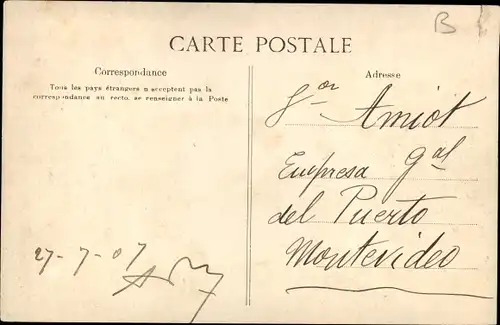 B
CARTE POSTALE
Correspondance
Tous les pays étrangers n'acceptent pas la
correspondance au recto, se renseigner à la Poste
27-7-07
Adresse
Sor Amiot
Empresa Gal
del Puerto
Montevideo